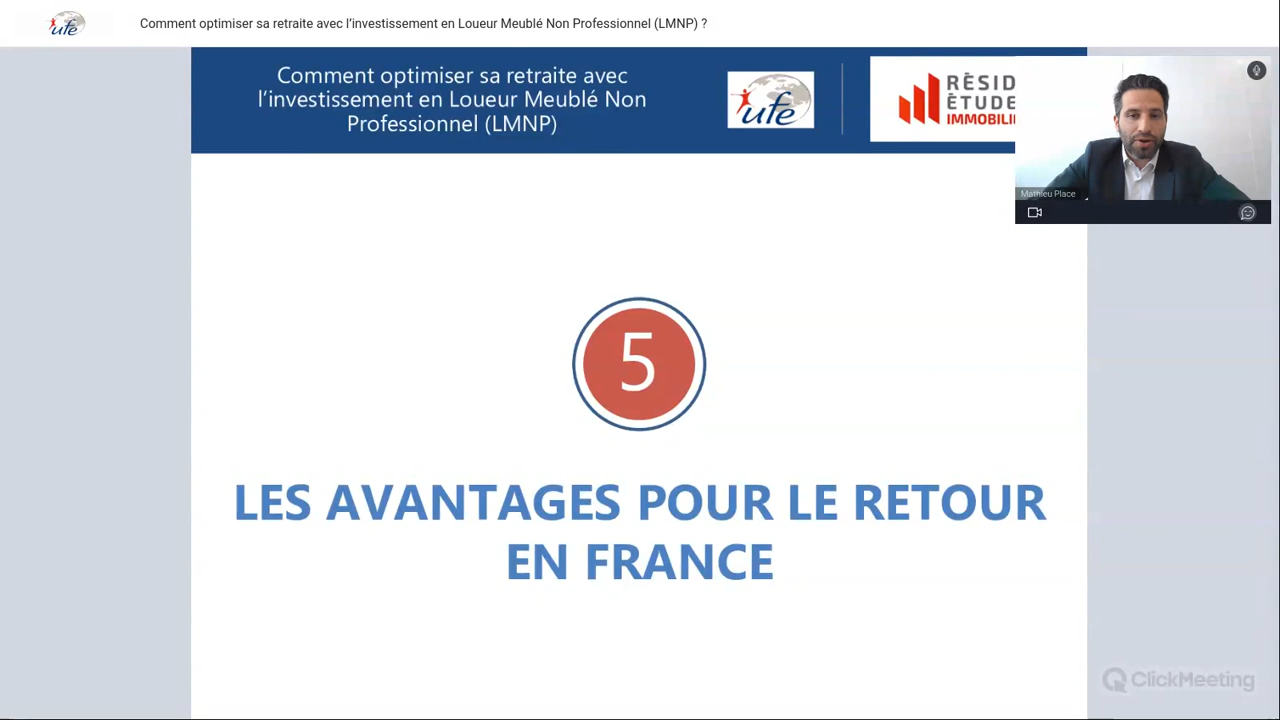 ufe
Comment optimiser sa retraite avec l'investissement en Loueur Meublé Non Professionnel (LMNP) ?
Comment optimiser sa retraite avec
l'investissement en Loueur Meublé Non
Professionnel (LMNP)
ufe
RÉSID
ÉTUDE
IMMOBILI
Mathieu Place
5
LES AVANTAGES POUR LE RETOUR
EN FRANCE
ClickMeeting